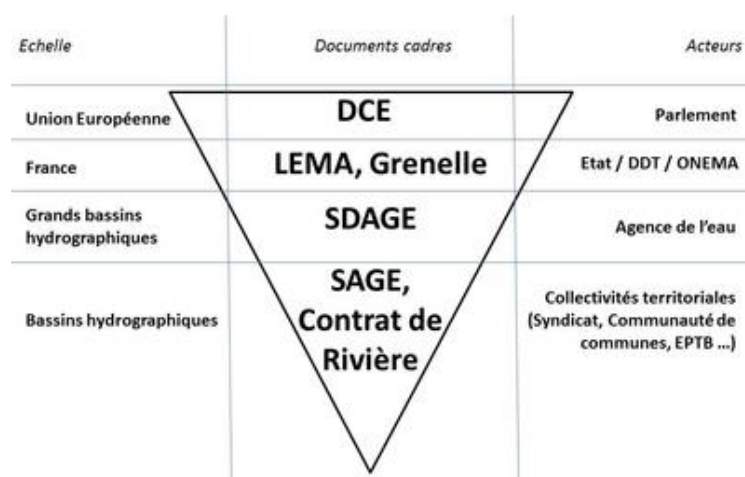 Echelle
Documents cadres
Acteurs
Union Européenne
DCE
Parlement
France
LEMA, Grenelle
Etat / DDT / ONEMA
Grands bassins
hydrographiques
SDAGE
Agence de l'eau
Bassins hydrographiques
SAGE,
Contrat de
Rivière
Collectivités territoriales
(Syndicat, Communauté de
communes, EPTB ...)